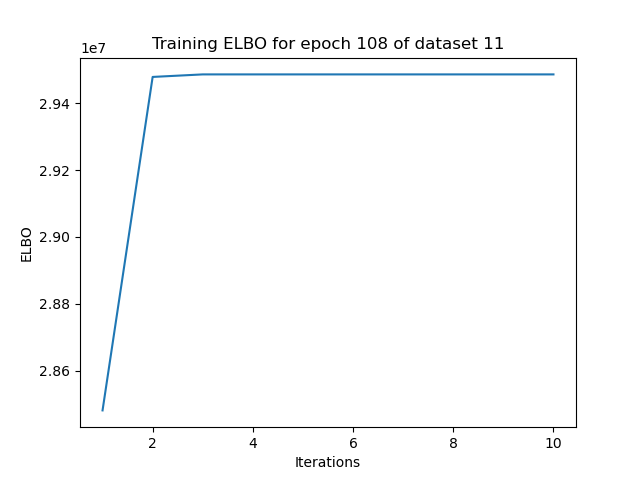 Training ELBO for epoch 108 of dataset 11
1e7
2.94
2.92
2.90
2.88
2.86
ELBO
2 4 6 8 10
Iterations